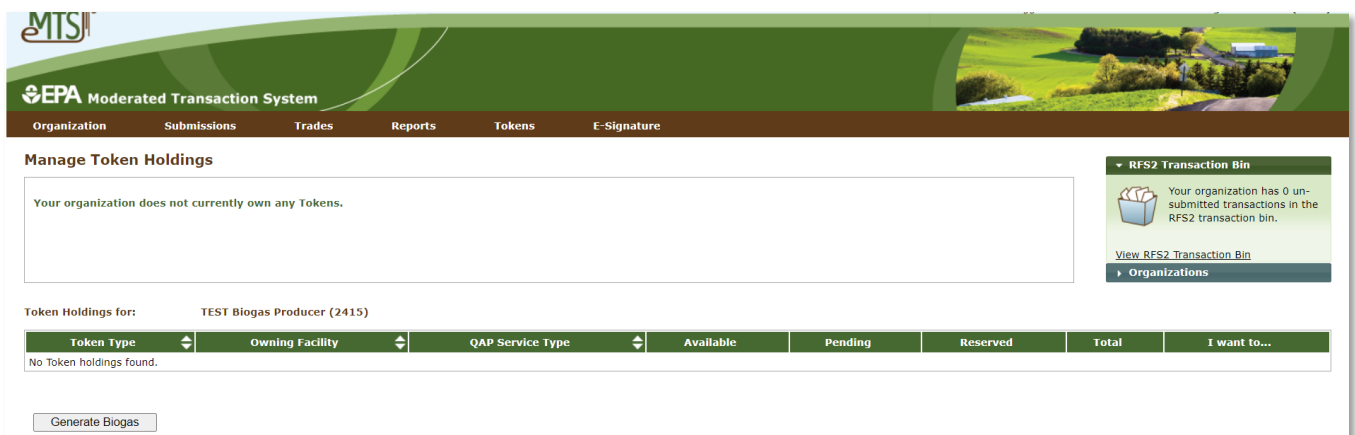 eMTS
EPA Moderated Transaction System
Organization Submissions Trades Reports Tokens E-Signature
Manage Token Holdings
Your organization does not currently own any Tokens.
RFS2 Transaction Bin
Your organization has 0 un-
submitted transactions in the
RFS2 transaction bin.
View RFS2 Transaction Bin
Organizations
Token Holdings for: TEST Biogas Producer (2415)
Token Type Owning Facility QAP Service Type Available Pending Reserved Total I want to...
No Token holdings found.
Generate Biogas